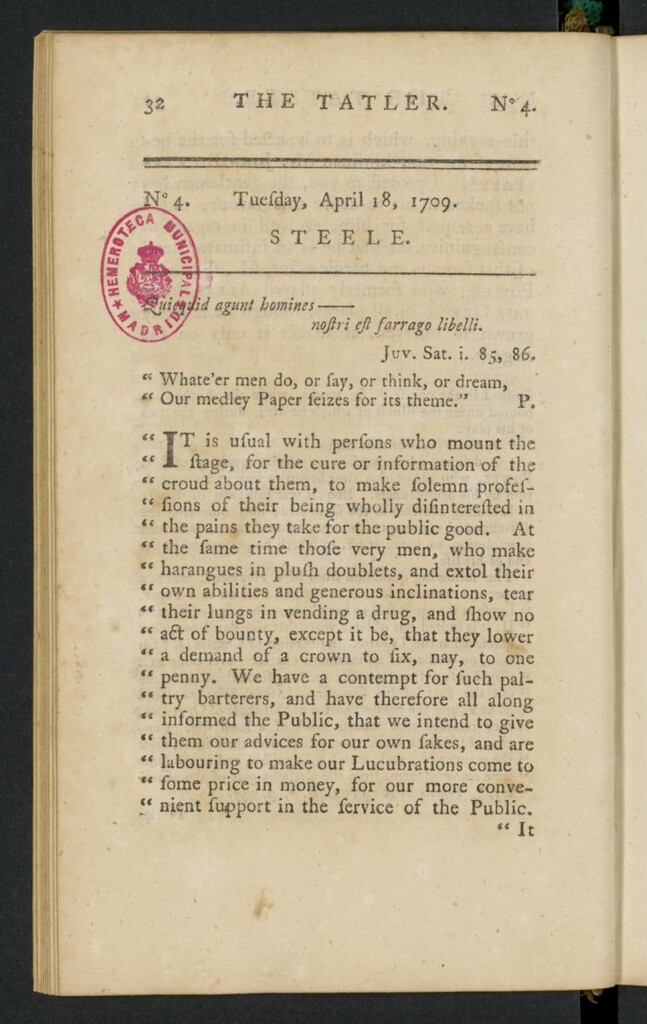 32 THE TATLER. Nº 4.
Nº 4. Tueſday, April 18, 1709.
STEELE.
HEMEROTECA MUNICIPAL
★ MADRID ★
Quicquid agunt homines ——
noſtri eſt farrago libelli.
Juv. Sat. i. 85, 86.
“ Whate'er men do, or ſay, or think, or dream,
“ Our medley Paper ſeizes for its theme.” P.
“ IT is uſual with perſons who mount the
“ ſtage, for the cure or information of the
“ croud about them, to make ſolemn profeſ-
“ ſions of their being wholly diſintereſted in
“ the pains they take for the public good. At
“ the ſame time thoſe very men, who make
“ harangues in pluſh doublets, and extol their
“ own abilities and generous inclinations, tear
“ their lungs in vending a drug, and ſhow no
“ act of bounty, except it be, that they lower
“ a demand of a crown to ſix, nay, to one
“ penny. We have a contempt for ſuch pal-
“ try barterers, and have therefore all along
“ informed the Public, that we intend to give
“ them our advices for our own ſakes, and are
“ labouring to make our Lucubrations come to
“ ſome price in money, for our more conve-
“ nient ſupport in the ſervice of the Public.
“ It